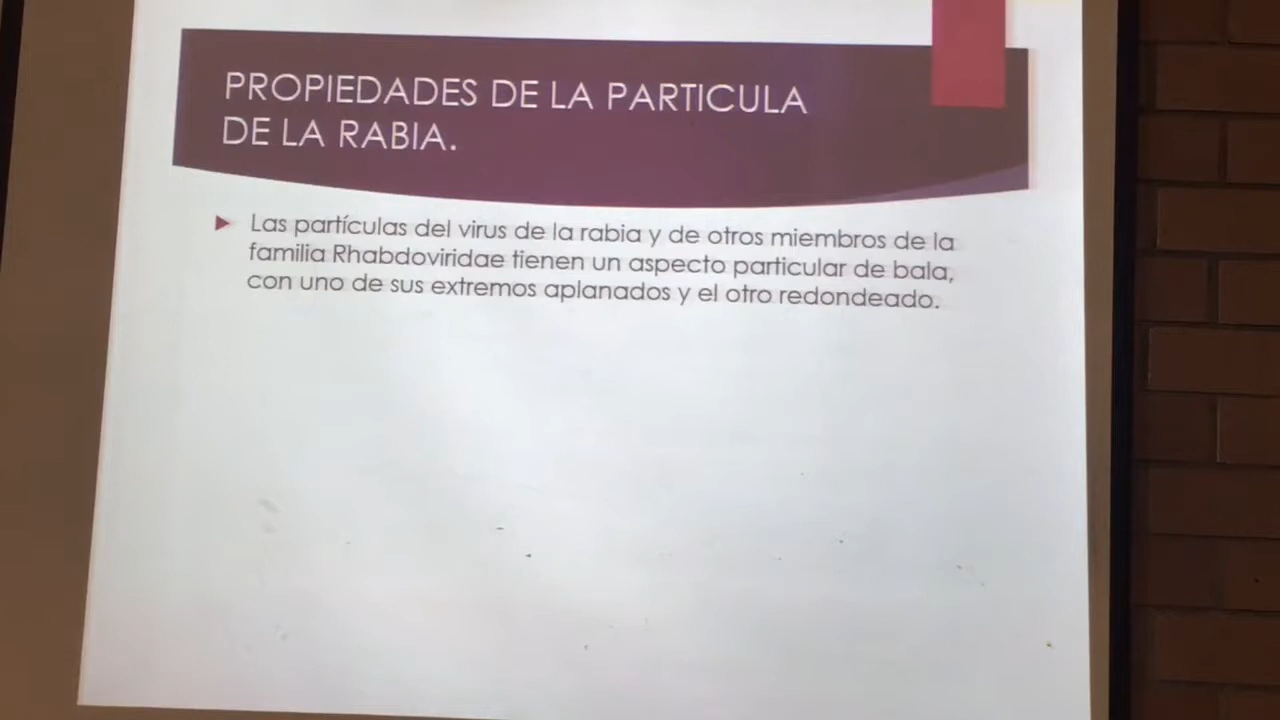 PROPIEDADES DE LA PARTICULA
DE LA RABIA.
Las partículas del virus de la rabia y de otros miembros de la
familia Rhabdoviridae tienen un aspecto particular de bala,
con uno de sus extremos aplanados y el otro redondeado.